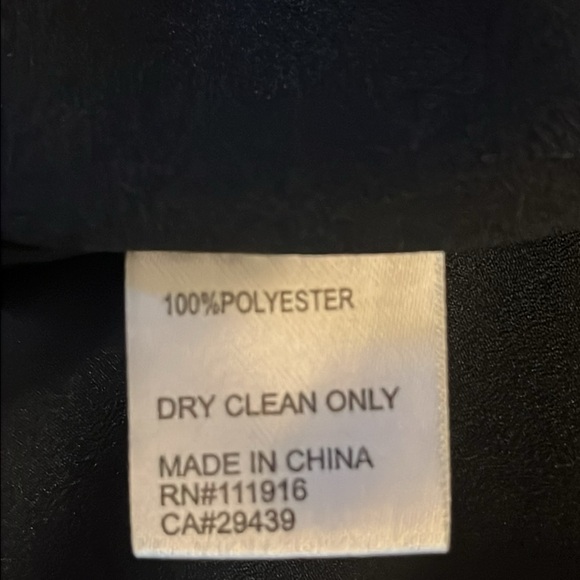 100%POLYESTER
DRY CLEAN ONLY
MADE IN CHINA
RN#111916
CA#29439